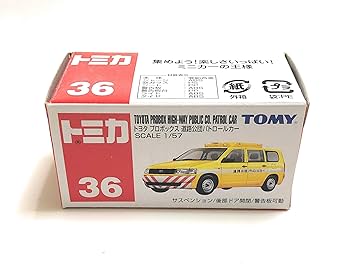 トミカ
36
集めよう!楽しさいっぱい!
ミニカーの王様
紙
外箱
トミカ
36
TOYOTA PROBOX HIGH-WAY PUBLIC CO. PATROL CAR
トヨタ プロボックス 道路公団パトロールカー
SCALE 1/57
TOMY
サスペンション/後部ドア開閉/警告板可動